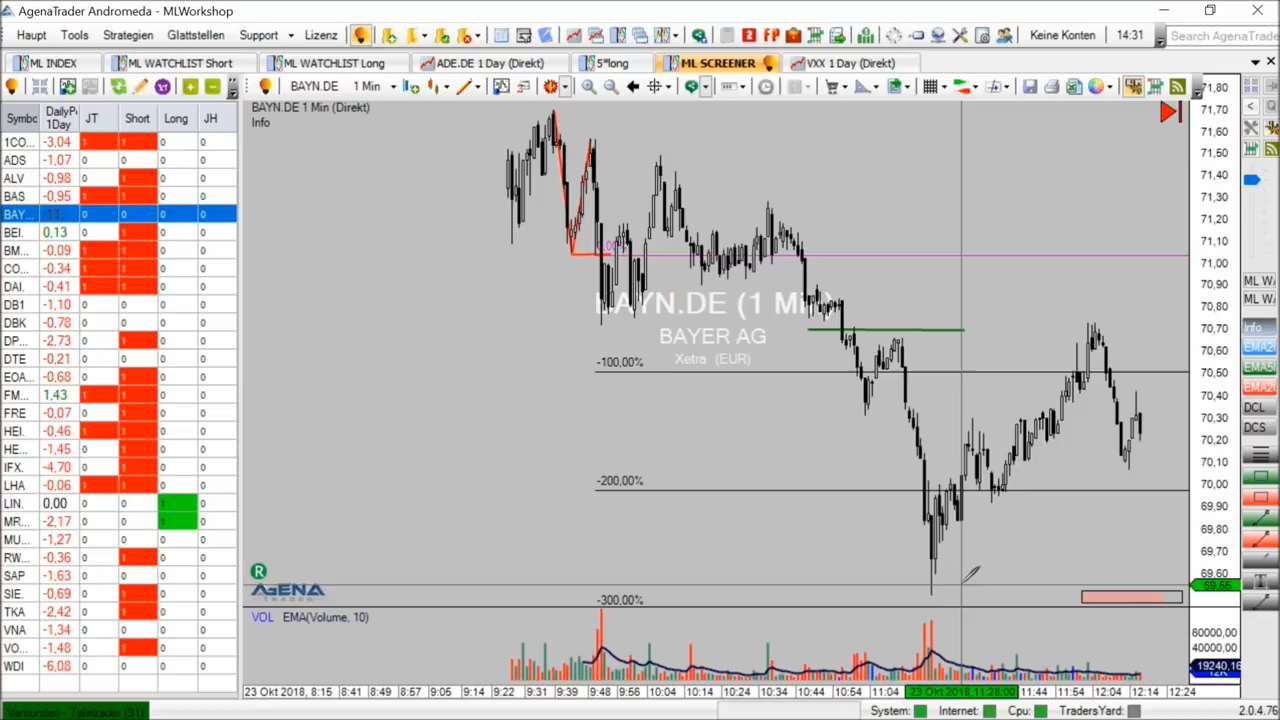 AgenaTrader Andromeda - MLWorkshop
Haupt Tools Strategien Glattstellen Support Lizenz Keine Konten 14:31 Search AgenaTrade
ML INDEX ML WATCHLIST Short ML WATCHLIST Long ADE.DE 1 Day (Direkt) 5*long ML SCREENER VXX 1 Day (Direkt)
BAYN.DE 1 Min
Symbc DailyP 1Day JT Short Long JH
1CO... -3,04 1 1 0 0
ADS -1,07 0 0 0 0
ALV -0,98 0 1 0 0
BAS -0,95 1 1 0 0
BAY... -11. 0 0 0 0
BEI. 0,13 0 1 0 0
BM... -0,09 1 1 0 0
CO... -0,34 1 1 0 0
DAI. -0,41 1 1 0 0
DB1 -1,10 0 0 0 0
DBK -0,78 0 0 0 0
DP... -2,73 0 1 0 0
DTE -0,21 0 0 0 0
EOA... -0,68 0 1 0 0
FM... 1,43 1 1 0 0
FRE -0,07 0 1 0 0
HEI. -0,46 1 1 0 0
HE... -1,45 0 1 0 0
IFX. -4,70 0 1 0 0
LHA -0,06 1 1 0 0
LIN. 0,00 0 0 1 0
MR... -2,17 0 0 1 0
MU... -1,27 0 0 0 0
RW... -0,36 0 1 0 0
SAP -1,63 0 0 0 0
SIE. -0,69 0 1 0 0
TKA -2,42 0 1 0 0
VNA -1,34 0 0 0 0
VO... -1,48 0 1 0 0
WDI -6,08 0 0 0 0
BAYN.DE 1 Min (Direkt)
Info
BAYN.DE (1 Min)
BAYER AG
Xetra (EUR)
-100,00%
-200,00%
-300,00%
R
AGENA
TRADER
VOL EMA(Volume, 10)
71,80
71,70
71,60
71,50
71,40
71,30
71,20
71,10
71,00
70,90
70,80
70,70
70,60
70,50
70,40
70,30
70,20
70,10
70,00
69,90
69,80
69,70
69,60
69,55
60000,00
40000,00
19240,16
ML WA
ML WA
Info
EMA2
EMA5
EMA2
DCL
DCS
23 Okt 2018, 8:15 8:41 8:49 8:57 9:05 9:14 9:22 9:31 9:39 9:48 9:56 10:04 10:14 10:24 10:34 10:44 10:54 11:04 23 Okt 2018, 11:28:00 11:44 11:54 12:04 12:14 12:24
Verbunden - Teletrader (91) System: Internet: Cpu: TradersYard: 2.0.4.76